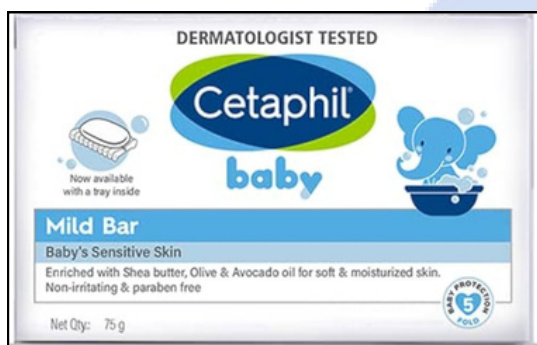 DERMATOLOGIST TESTED
Cetaphil®
baby
Now available
with a tray inside
Mild Bar
Baby's Sensitive Skin
Enriched with Shea butter, Olive & Avocado oil for soft & moisturized skin.
Non-irritating & paraben free
BABY PROTECTION
5
FOLD
Net Qty.: 75 g